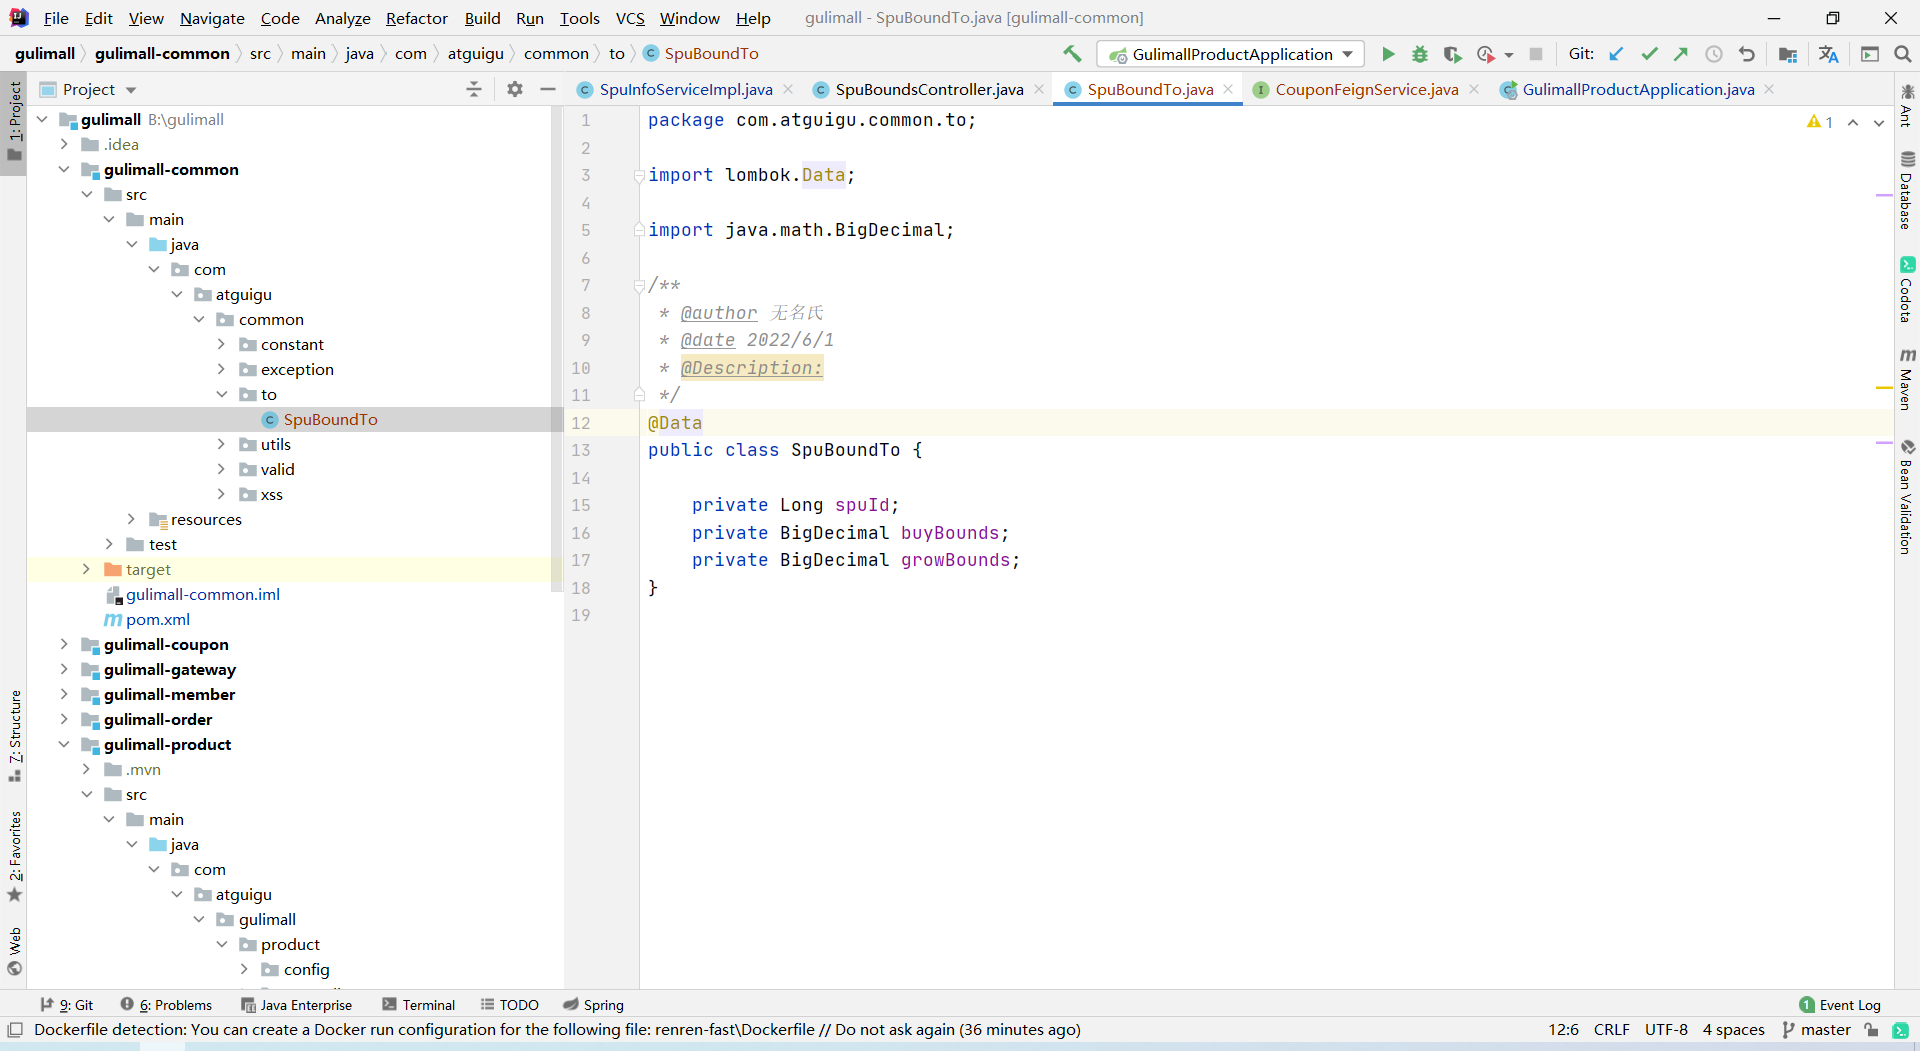 File Edit View Navigate Code Analyze Refactor Build Run Tools VCS Window Help gulimall - SpuBoundTo.java [gulimall-common]
gulimall gulimall-common src main java com atguigu common to SpuBoundTo GulimallProductApplication Git:
Project
SpuInfoServiceImpl.java SpuBoundsController.java SpuBoundTo.java CouponFeignService.java GulimallProductApplication.java
1: Project
7: Structure
2: Favorites
Web
gulimall B:\gulimall
.idea
gulimall-common
src
main
java
com
atguigu
common
constant
exception
to
SpuBoundTo
utils
valid
xss
resources
test
target
gulimall-common.iml
pom.xml
gulimall-coupon
gulimall-gateway
gulimall-member
gulimall-order
gulimall-product
.mvn
src
main
java
com
atguigu
gulimall
product
config
1 package com.atguigu.common.to;
2
3 import lombok.Data;
4
5 import java.math.BigDecimal;
6
7 /**
8 * @author 无名氏
9 * @date 2022/6/1
10 * @Description:
11 */
12 @Data
13 public class SpuBoundTo {
14
15 private Long spuId;
16 private BigDecimal buyBounds;
17 private BigDecimal growBounds;
18 }
19
1
Ant
Database
Codota
Maven
Bean Validation
9: Git 6: Problems Java Enterprise Terminal TODO Spring 1 Event Log
Dockerfile detection: You can create a Docker run configuration for the following file: renren-fast\Dockerfile // Do not ask again (36 minutes ago) 12:6 CRLF UTF-8 4 spaces master